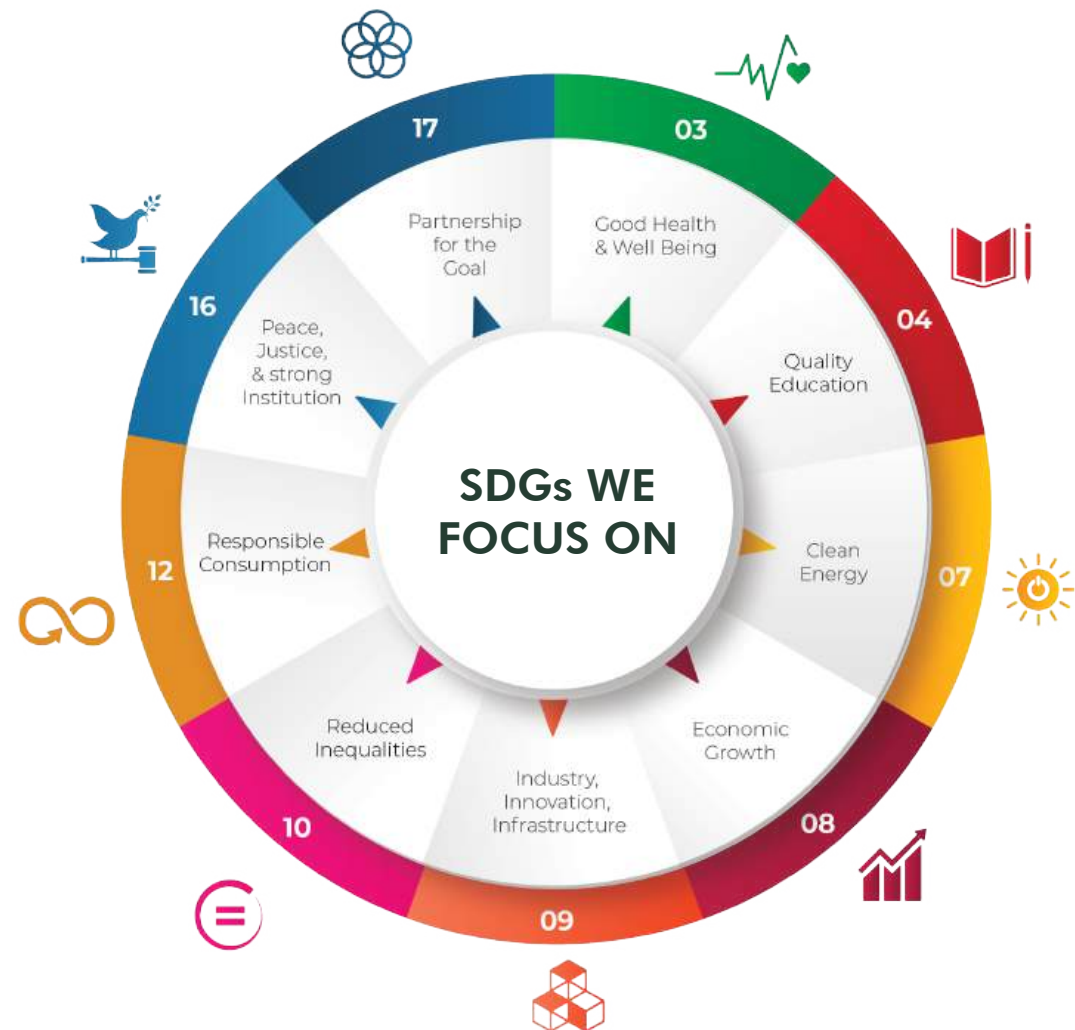 17
03
Partnership
for the
Goal
Good Health
& Well Being
16
04
Peace,
Justice,
& strong
Institution
Quality
Education
SDGs WE
FOCUS ON
12
Responsible
Consumption
Clean
Energy
07
Reduced
Inequalities
Economic
Growth
Industry,
Innovation,
Infrastructure
10
08
09